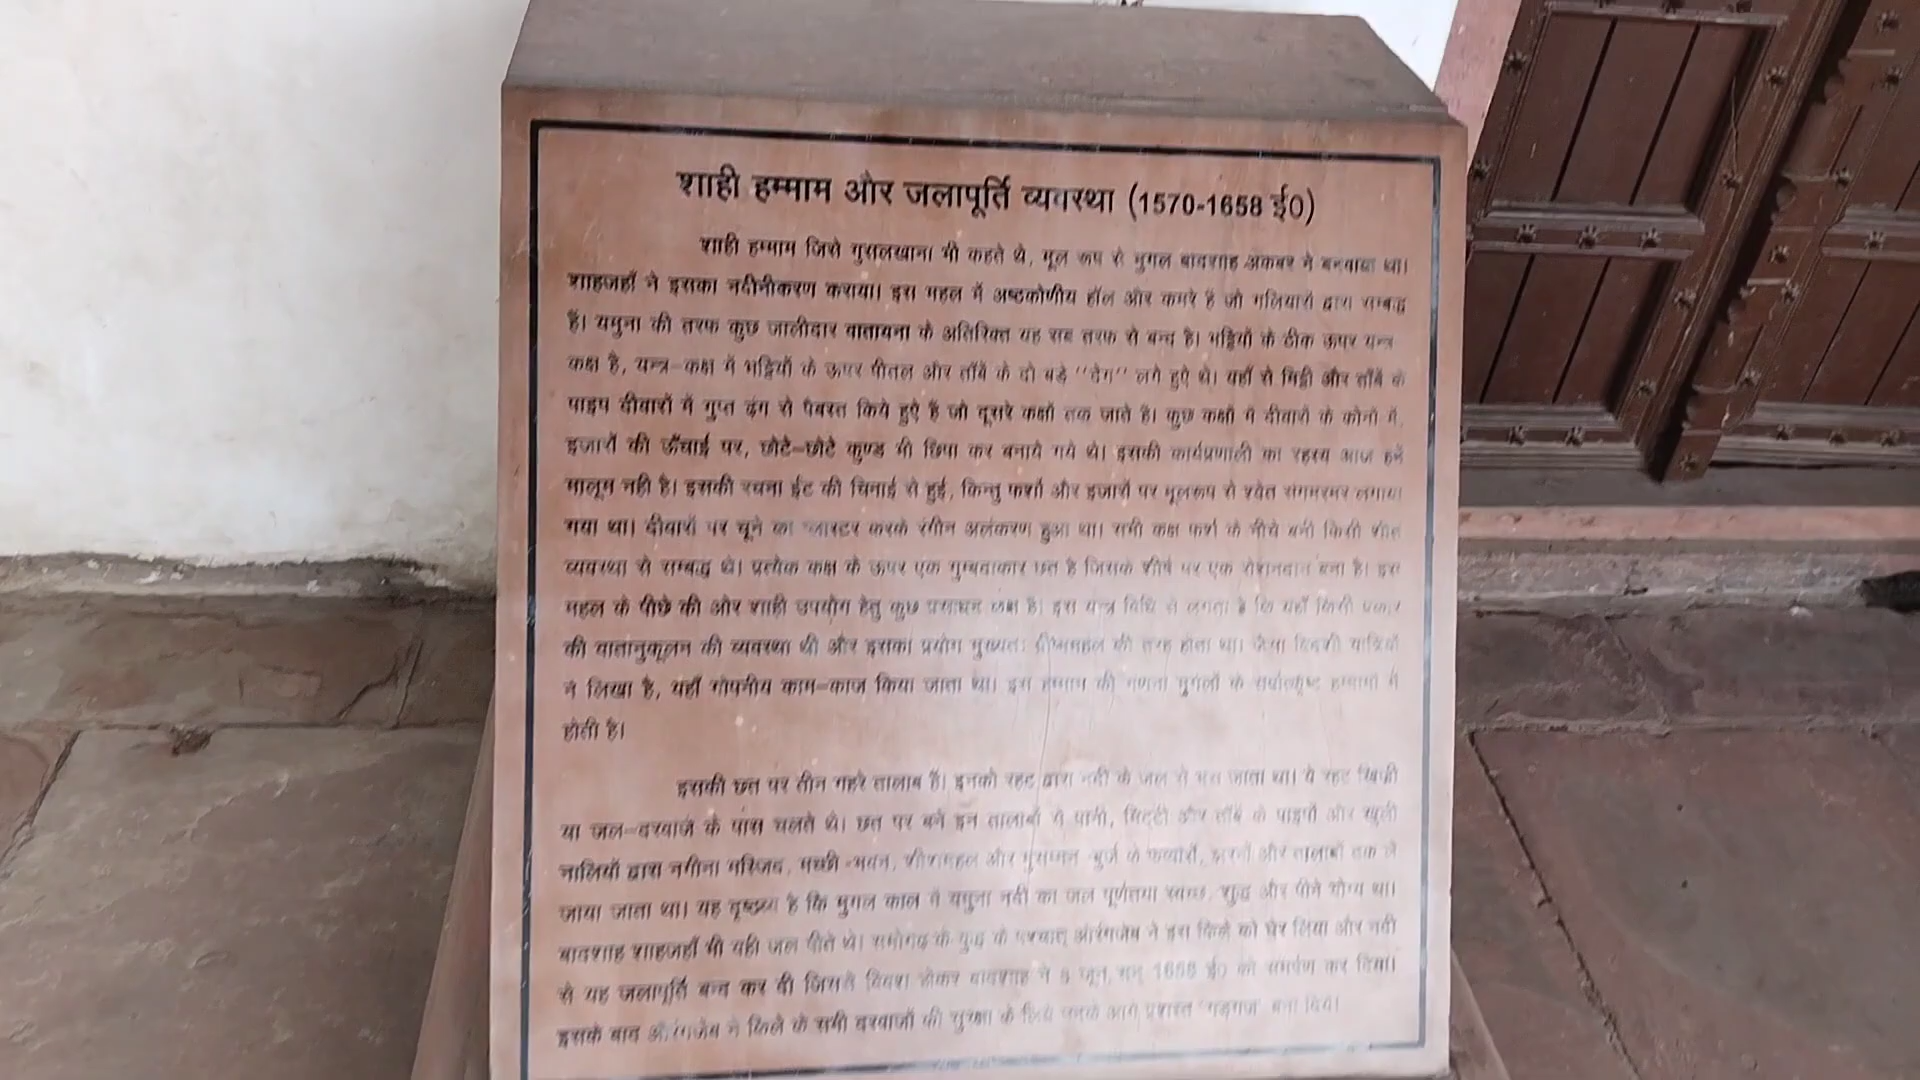 शाही हम्माम और जलापूर्ति व्यवस्था (1570-1658 ई0)
शाही हम्माम जिसे गुसलखाना भी कहते थे, मूल रूप से मुगल बादशाह अकबर ने बनवाया था।
शाहजहाँ ने इसका नवीनीकरण कराया। इस महल में अष्टकोणीय हॉल और कमरे हैं जो गलियारों द्वारा सम्बद्ध
हैं। यमुना की तरफ कुछ जालीदार वातायनों के अतिरिक्त यह सब तरफ से बन्द है। भट्टियों के ठीक ऊपर यन्त्र
कक्ष है, यन्त्र-कक्ष में भट्टियों के ऊपर पीतल और ताँबें के दो बड़े "देग" लगे हुऐ थे। यहाँ से मिट्टी और ताँबें के
पाइप दीवारों में गुप्त ढ़ंग से पैबस्त किये हुऐ हैं जो दूसरे कक्षों तक जाते है। कुछ कक्षों में दीवारों के कोनों में,
इजारों की ऊँचाई पर, छोटे-छोटे कुण्ड भी छिपा कर बनाये गये थे। इसकी कार्यप्रणाली का रहस्य आज हमें
मालूम नही है। इसकी रचना ईंट की चिनाई से हुई, किन्तु फर्शों और इजारों पर मूलरूप से श्वेत संगमरमर लगाया
गया था। दीवारों पर चूने का प्लास्टर करके रंगीन अलंकरण हुआ था। सभी कक्ष फर्श के नीचे बनी किसी शीत
व्यवस्था से सम्बद्ध थे। प्रत्येक कक्ष के ऊपर एक गुम्बदाकार छत है जिसके शीर्ष पर एक रोशनदान बना है। इस
महल के पीछे की ओर शाही उपयोग हेतु कुछ प्रसाधन कक्ष है। इस यन्त्र विधि से लगता है कि यहाँ किसी प्रकार
की वातानुकूलन की व्यवस्था थी और इसका प्रयोग मुख्यतः ग्रीष्ममहल की तरह होता था। जैसा विदेशी यात्रियों
ने लिखा है, यहाँ गोपनीय काम-काज किया जाता था। इस हम्माम की गणना मुगलों के सर्वोत्कृष्ट हम्मामों में
होती है।
इसकी छत पर तीन गहरे तालाब हैं। इनको रहट द्वारा नदी के जल से भरा जाता था। ये रहट खिज्री
या जल-दरवाजे के पास चलते थे। छत पर बने इन तालाबों से पानी, मिट्टी और ताँबें के पाइपों और खुली
नालियों द्वारा नगीना मस्जिद, मच्छी-भवन, शीशमहल और मुसम्मन-बुर्ज के फव्वारों, झरनों और तालाबों तक ले
जाया जाता था। यह दृष्टव्य है कि मुगल काल में यमुना नदी का जल पूर्णतया स्वच्छ, शुद्ध और पीने योग्य था।
बादशाह शाहजहाँ भी यही जल पीते थे। समोगढ़ के युद्ध के पश्चात् औरंगजेब ने इस किले को घेर लिया और नदी
से यह जलापूर्ति बन्द कर दी जिससे विवश होकर बादशाह ने 8 जून, सन् 1658 ई0 को समर्पण कर दिया।
इसके बाद औरंगजेब ने किले के सभी दरवाजों की सुरक्षा के लिये उनके आगे प्रशस्त 'गड़गज' बना दिये।